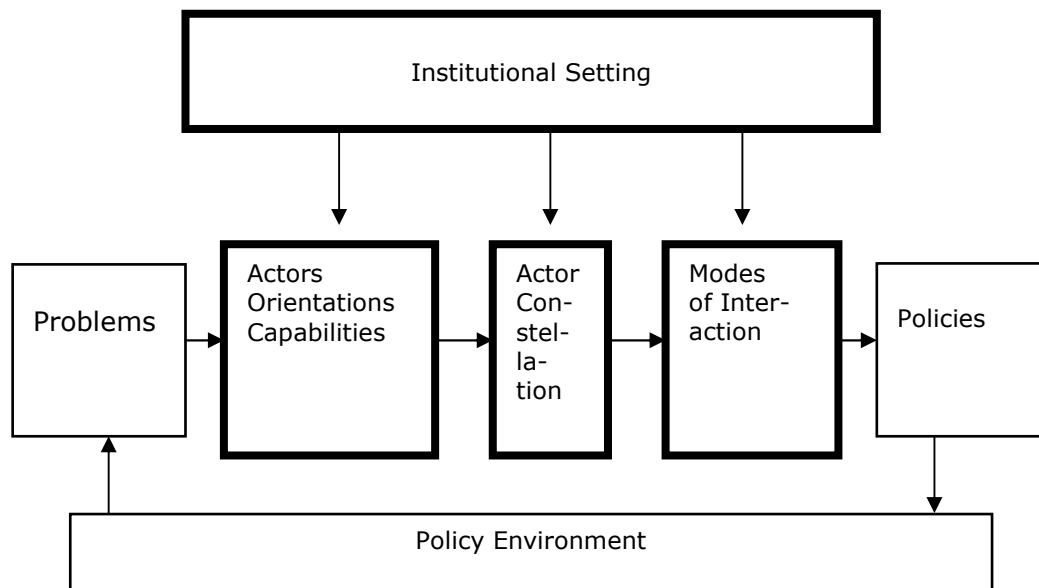 Institutional Setting
Problems
Actors
Orientations
Capabilities
Actor
Con-
stel-
la-
tion
Modes
of Inter-
action
Policies
Policy Environment